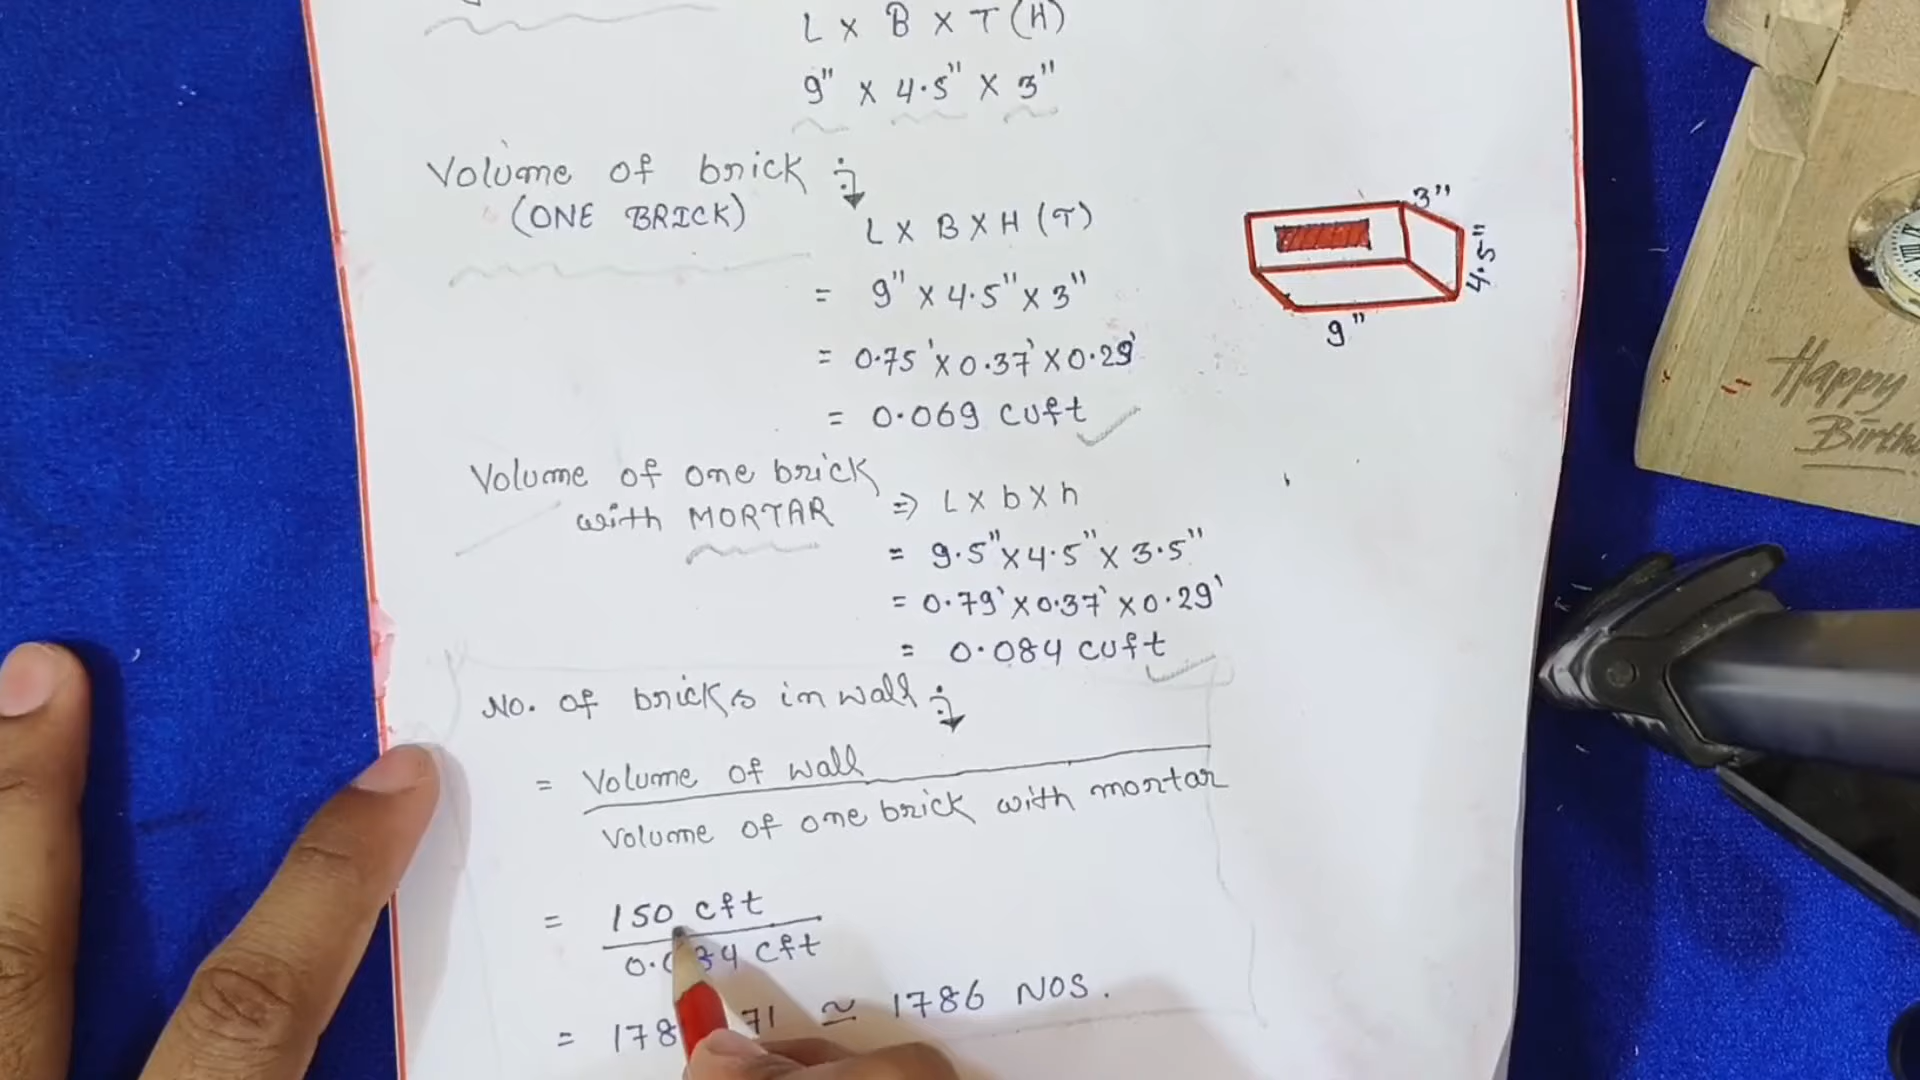 L X B X T (H)
9" X 4.5" X 3"
Volume of brick :
(ONE BRICK)
L X B X H (T)
= 9" X 4.5" X 3"
= 0.75' X 0.37' X 0.29'
= 0.069 cuft
3"
4.5"
9"
Volume of one brick
with MORTAR
=> L X b X h
= 9.5" X 4.5" X 3.5"
= 0.79' X 0.37' X 0.29'
= 0.084 cuft
No. of bricks in wall :
= Volume of wall
Volume of one brick with mortar
= 150 cft
cft
= 71 ≃ 1786 NOS.
Happy